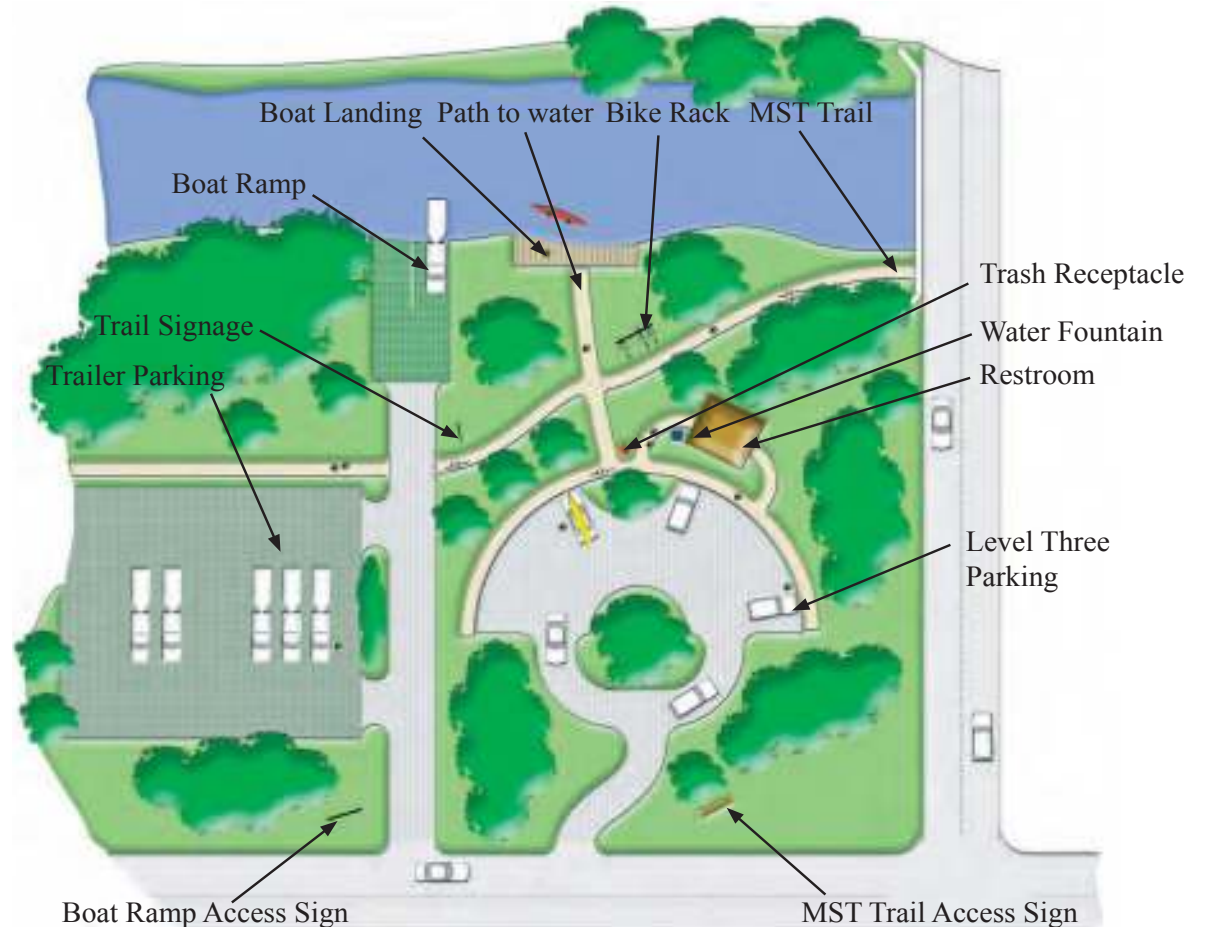 Boat Landing
Path to water
Bike Rack
MST Trail
Boat Ramp
Trash Receptacle
Trail Signage
Water Fountain
Trailer Parking
Restroom
Level Three
Parking
Boat Ramp Access Sign
MST Trail Access Sign